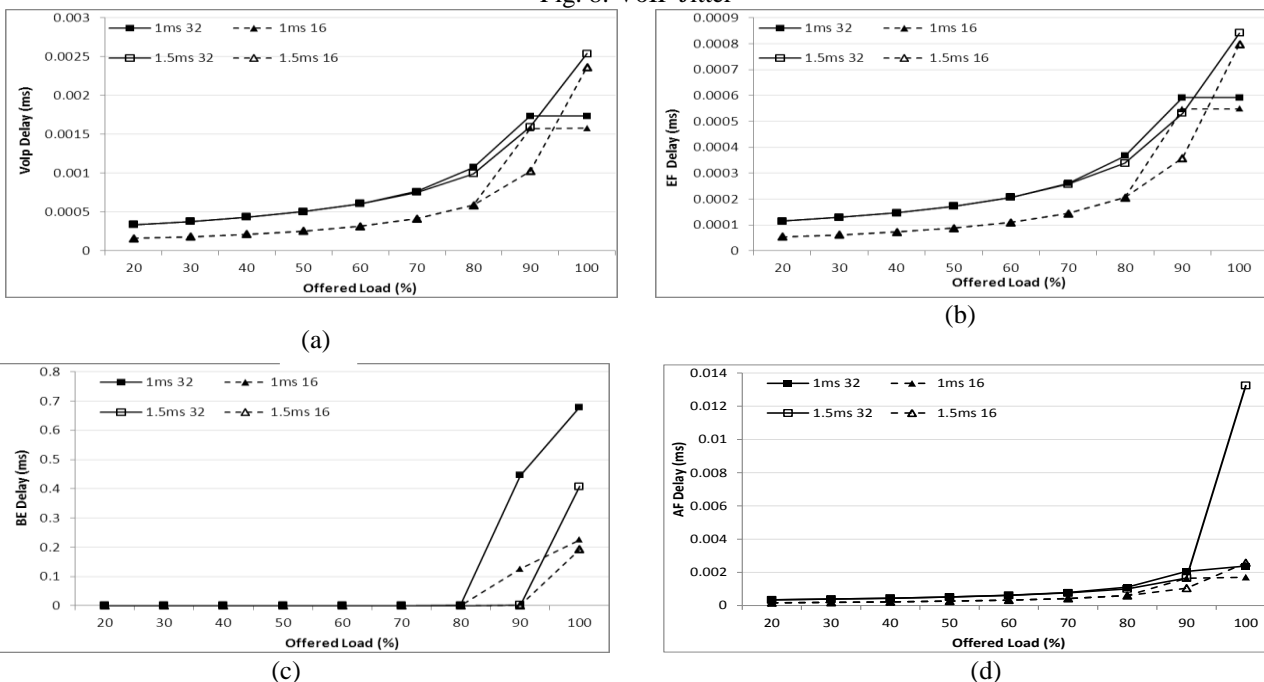 Fig. 8. VoIP Jitter
0.003
0.0025
0.002
0.0015
0.001
0.0005
0
VoIp Delay (ms)
1ms 32
1ms 16
1.5ms 32
1.5ms 16
20 30 40 50 60 70 80 90 100
Offered Load (%)
(a)
0.0009
0.0008
0.0007
0.0006
0.0005
0.0004
0.0003
0.0002
0.0001
0
EF Delay (ms)
1ms 32
1ms 16
1.5ms 32
1.5ms 16
20 30 40 50 60 70 80 90 100
Offered Load (%)
(b)
0.8
0.7
0.6
0.5
0.4
0.3
0.2
0.1
0
BE Delay (ms)
1ms 32
1ms 16
1.5ms 32
1.5ms 16
20 30 40 50 60 70 80 90 100
Offered Load (%)
(c)
0.014
0.012
0.01
0.008
0.006
0.004
0.002
0
AF Delay (ms)
1ms 32
1ms 16
1.5ms 32
1.5ms 16
20 30 40 50 60 70 80 90 100
Offered Load (%)
(d)